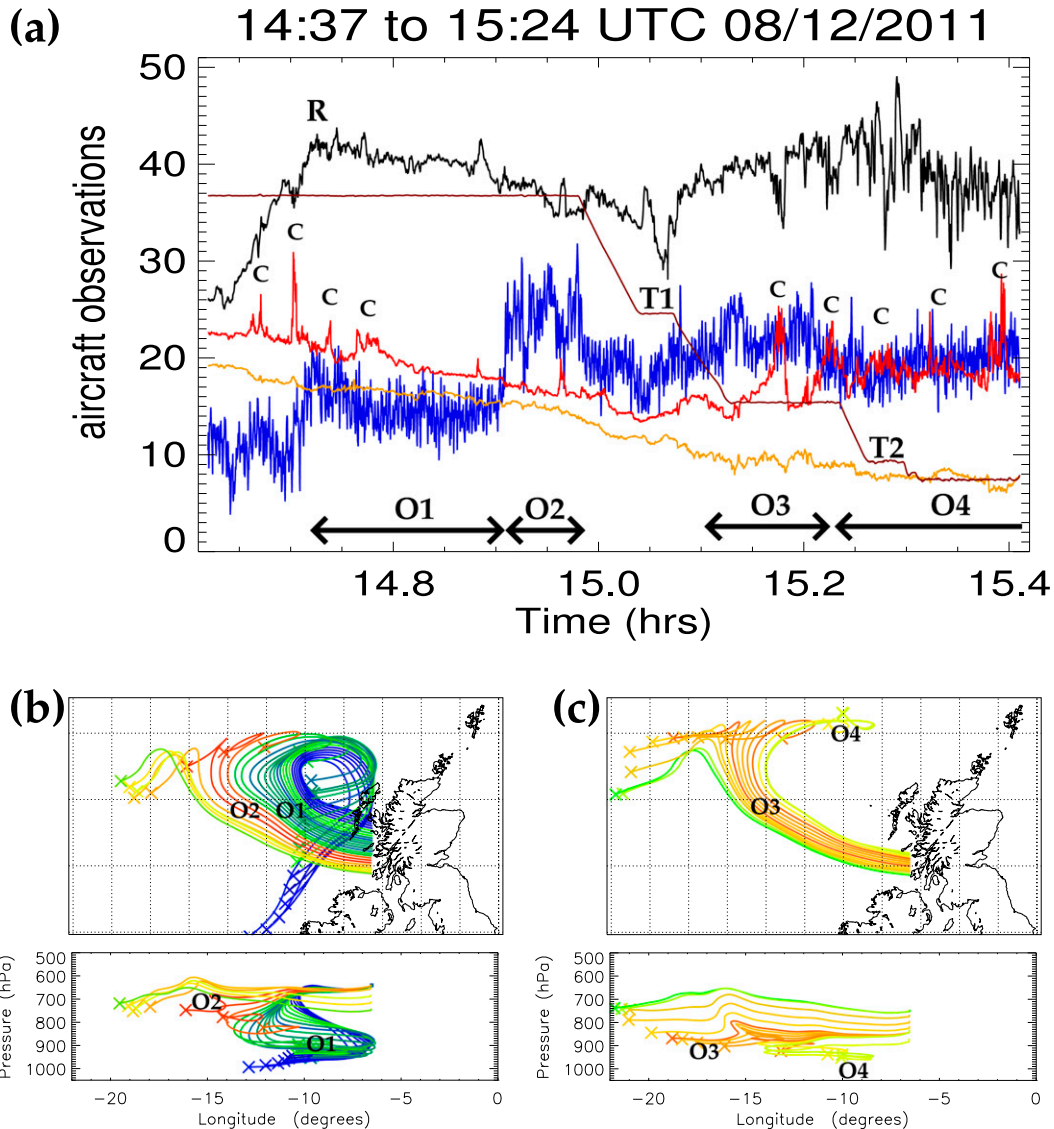 (a) 14:37 to 15:24 UTC 08/12/2011
aircraft observations
50
40
30
20
10
0
R
C
C
C
C
C
C
C
C
C
T1
T2
O1
O2
O3
O4
14.8
15.0
15.2
15.4
Time (hrs)
(b)
O2
O1
Pressure (hPa)
500
600
700
800
900
1000
O2
O1
-20
-15
-10
-5
0
Longitude (degrees)
(c)
O4
O3
Pressure (hPa)
500
600
700
800
900
1000
O3
O4
-20
-15
-10
-5
0
Longitude (degrees)